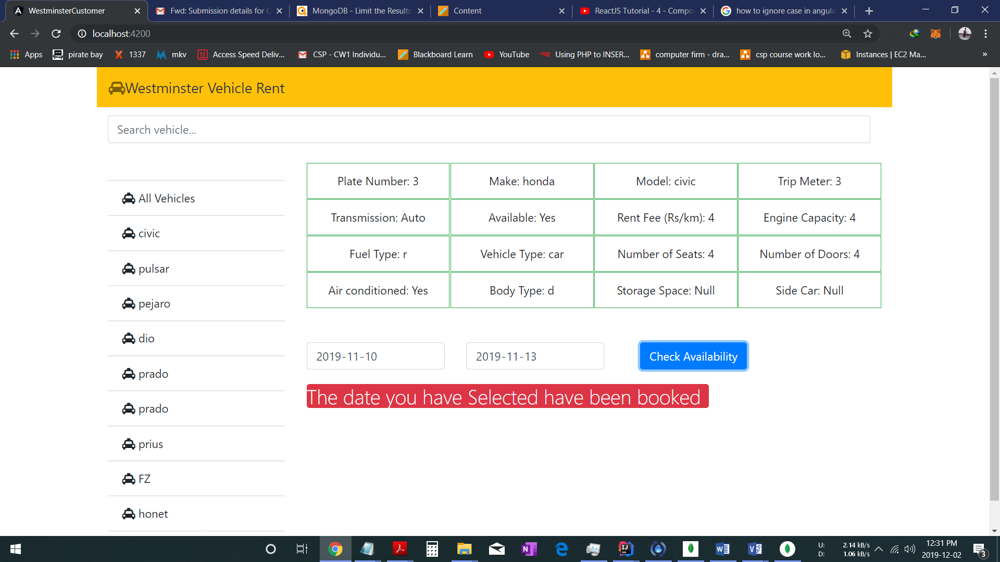 WestminsterCustomer
Fwd: Submission details for C
MongoDB - Limit the Results
Content
ReactJS Tutorial - 4 - Compo
how to ignore case in angula
localhost:4200
Apps
pirate bay
1337
mkv
Access Speed Deliv...
CSP - CW1 Individu...
Blackboard Learn
YouTube
Using PHP to INSER...
computer firm - dra...
csp course work lo...
Instances | EC2 Ma...
»
Westminster Vehicle Rent
Search vehicle...
All Vehicles
civic
pulsar
pejaro
dio
prado
prado
prius
FZ
honet
Plate Number: 3
Make: honda
Model: civic
Trip Meter: 3
Transmission: Auto
Available: Yes
Rent Fee (Rs/km): 4
Engine Capacity: 4
Fuel Type: r
Vehicle Type: car
Number of Seats: 4
Number of Doors: 4
Air conditioned: Yes
Body Type: d
Storage Space: Null
Side Car: Null
2019-11-10
2019-11-13
Check Availability
The date you have Selected have been booked
U: 2.14 kB/s
D: 1.06 kB/s
12:31 PM
2019-12-02
3